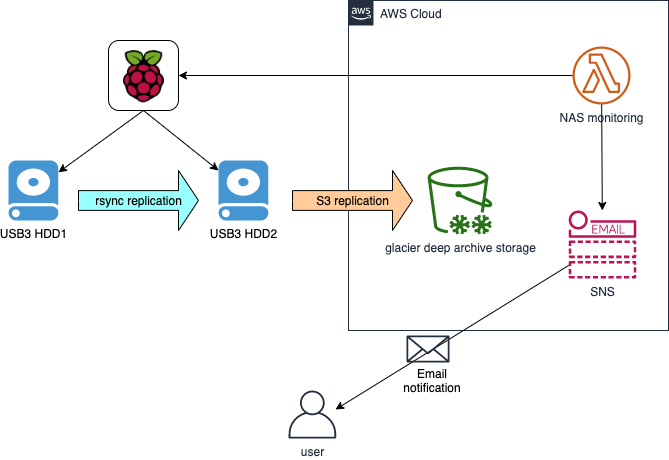 aws
AWS Cloud
NAS monitoring
rsync replication
S3 replication
USB3 HDD1
USB3 HDD2
glacier deep archive storage
EMAIL
SNS
Email
notification
user